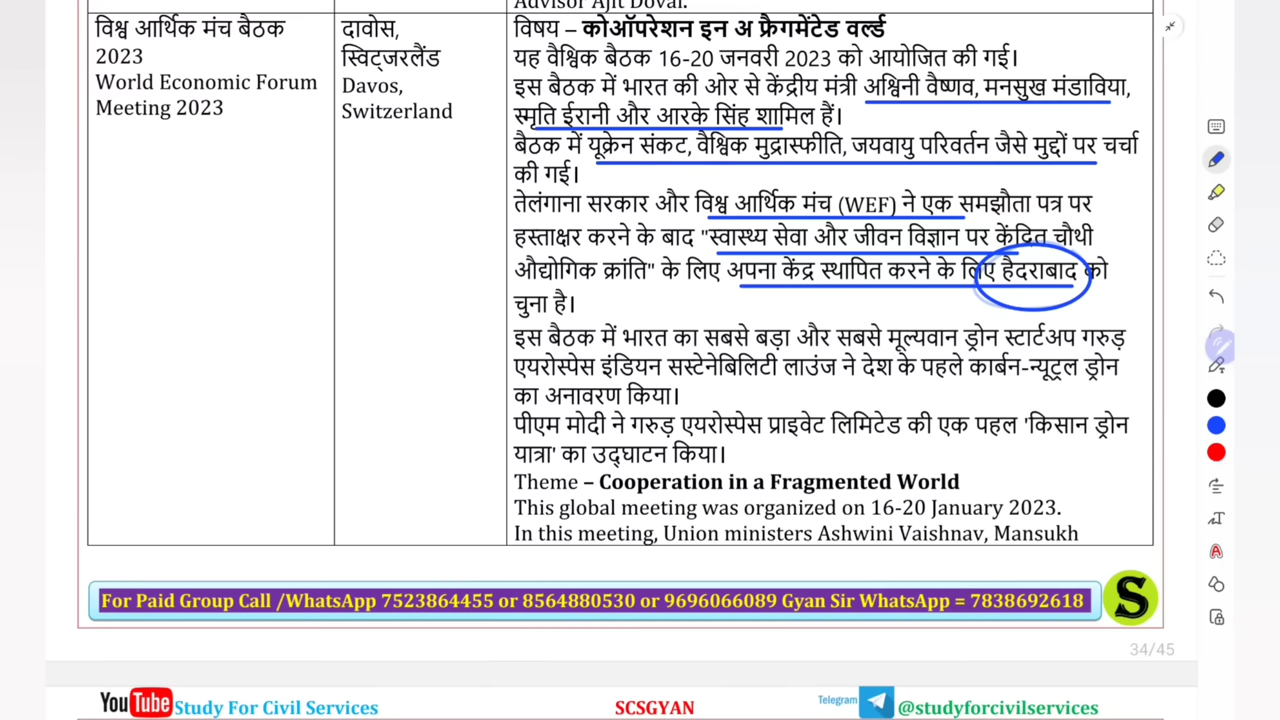 Advisor Ajit Doval.
विश्व आर्थिक मंच बैठक
2023
World Economic Forum
Meeting 2023
दावोस,
स्विट्जरलैंड
Davos,
Switzerland
विषय – कोऑपरेशन इन अ फ्रैगमेंटेड वर्ल्ड
यह वैश्विक बैठक 16-20 जनवरी 2023 को आयोजित की गई।
इस बैठक में भारत की ओर से केंद्रीय मंत्री अश्विनी वैष्णव, मनसुख मंडाविया,
स्मृति ईरानी और आरके सिंह शामिल हैं।
बैठक में यूक्रेन संकट, वैश्विक मुद्रास्फीति, जयवायु परिवर्तन जैसे मुद्दों पर चर्चा
की गई।
तेलंगाना सरकार और विश्व आर्थिक मंच (WEF) ने एक समझौता पत्र पर
हस्ताक्षर करने के बाद "स्वास्थ्य सेवा और जीवन विज्ञान पर केंद्रित चौथी
औद्योगिक क्रांति" के लिए अपना केंद्र स्थापित करने के लिए हैदराबाद को
चुना है।
इस बैठक में भारत का सबसे बड़ा और सबसे मूल्यवान ड्रोन स्टार्टअप गरुड़
एयरोस्पेस इंडियन सस्टेनेबिलिटी लाउंज ने देश के पहले कार्बन-न्यूट्रल ड्रोन
का अनावरण किया।
पीएम मोदी ने गरुड़ एयरोस्पेस प्राइवेट लिमिटेड की एक पहल 'किसान ड्रोन
यात्रा' का उद्घाटन किया।
Theme – Cooperation in a Fragmented World
This global meeting was organized on 16-20 January 2023.
In this meeting, Union ministers Ashwini Vaishnav, Mansukh
For Paid Group Call /WhatsApp 7523864455 or 8564880530 or 9696066089 Gyan Sir WhatsApp = 7838692618
S
34/45
YouTube Study For Civil Services
SCSGYAN
Telegram @studyforcivilservices